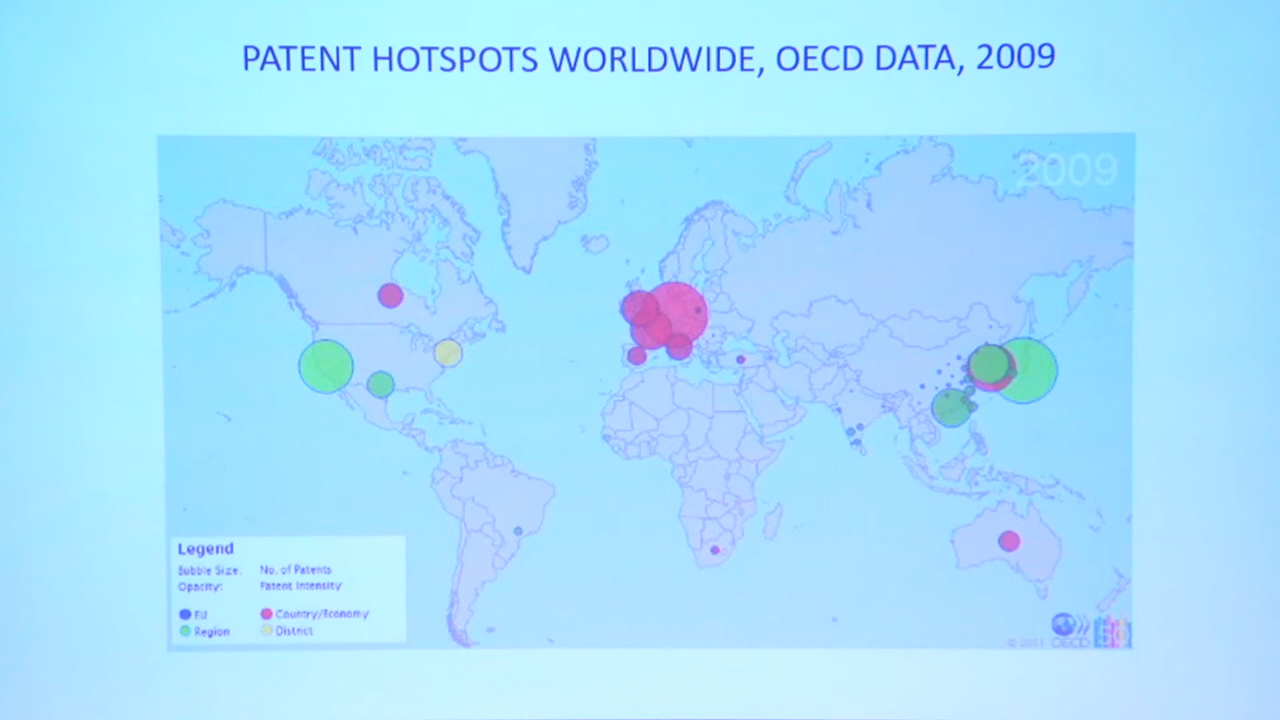 PATENT HOTSPOTS WORLDWIDE, OECD DATA, 2009
2009
Legend
Bubble Size: No. of Patents
Opacity: Patent Intensity
EU Country/Economy
Region District
© 2011 OECD